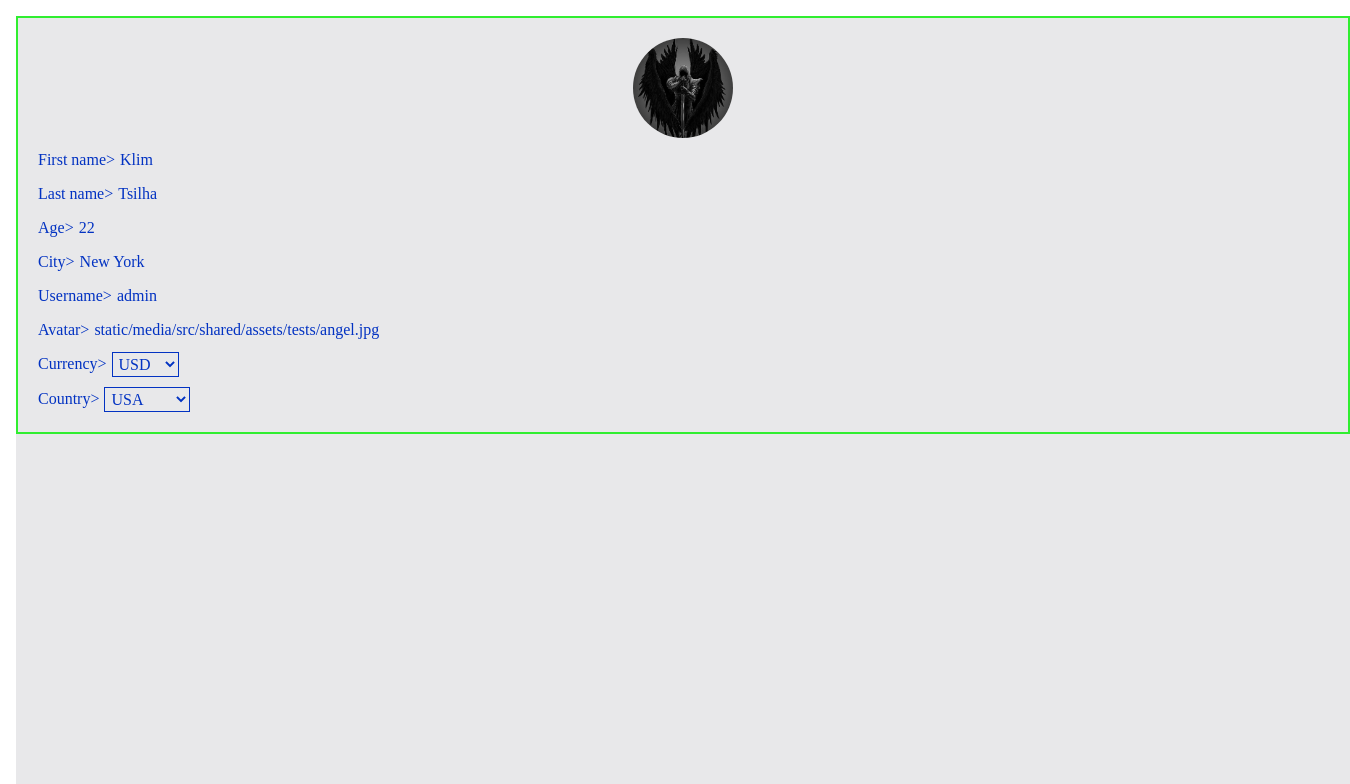 First name> Klim
Last name> Tsilha
Age> 22
City> New York
Username> admin
Avatar> static/media/src/shared/assets/tests/angel.jpg
Currency> USD
Country> USA